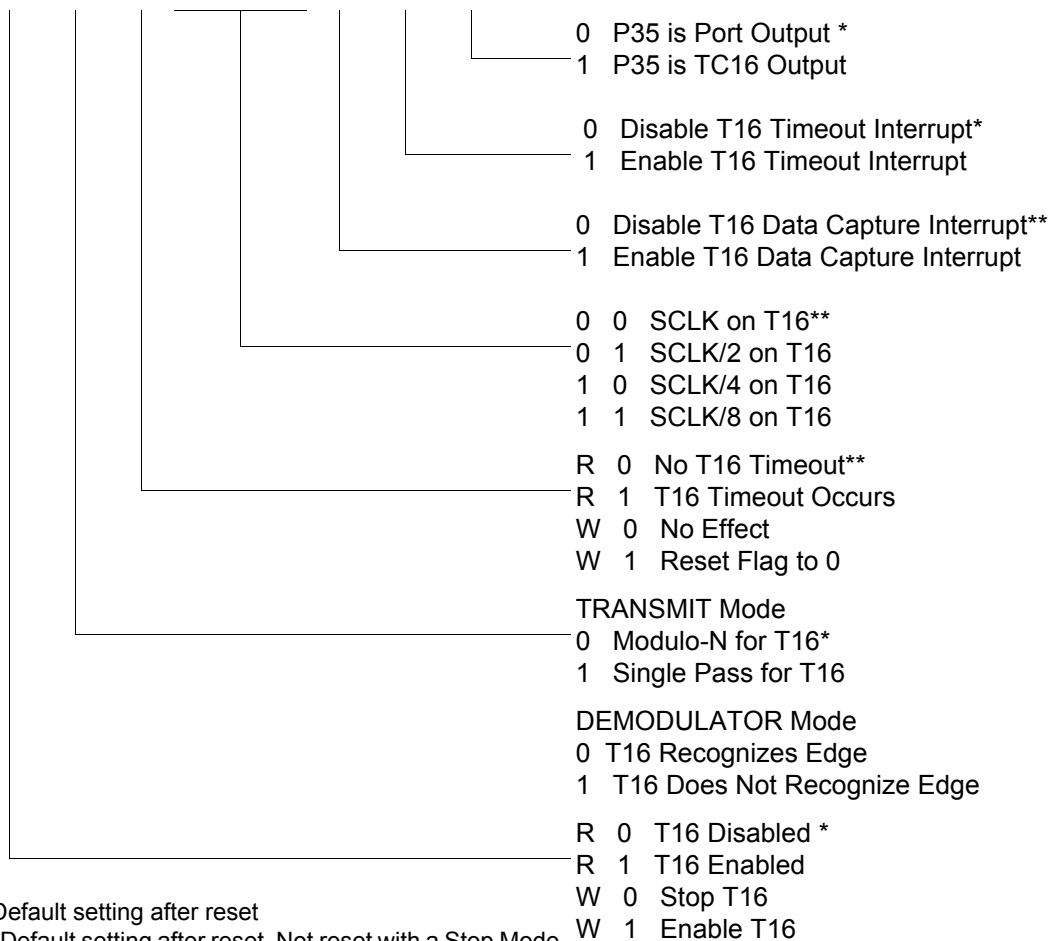 0 P35 is Port Output *
1 P35 is TC16 Output
0 Disable T16 Timeout Interrupt*
1 Enable T16 Timeout Interrupt
0 Disable T16 Data Capture Interrupt**
1 Enable T16 Data Capture Interrupt
0 0 SCLK on T16**
0 1 SCLK/2 on T16
1 0 SCLK/4 on T16
1 1 SCLK/8 on T16
R 0 No T16 Timeout**
R 1 T16 Timeout Occurs
W 0 No Effect
W 1 Reset Flag to 0
TRANSMIT Mode
0 Modulo-N for T16*
1 Single Pass for T16
DEMODULATOR Mode
0 T16 Recognizes Edge
1 T16 Does Not Recognize Edge
R 0 T16 Disabled *
R 1 T16 Enabled
W 0 Stop T16
W 1 Enable T16
Default setting after reset
Default setting after reset. Not reset with a Stop Mode